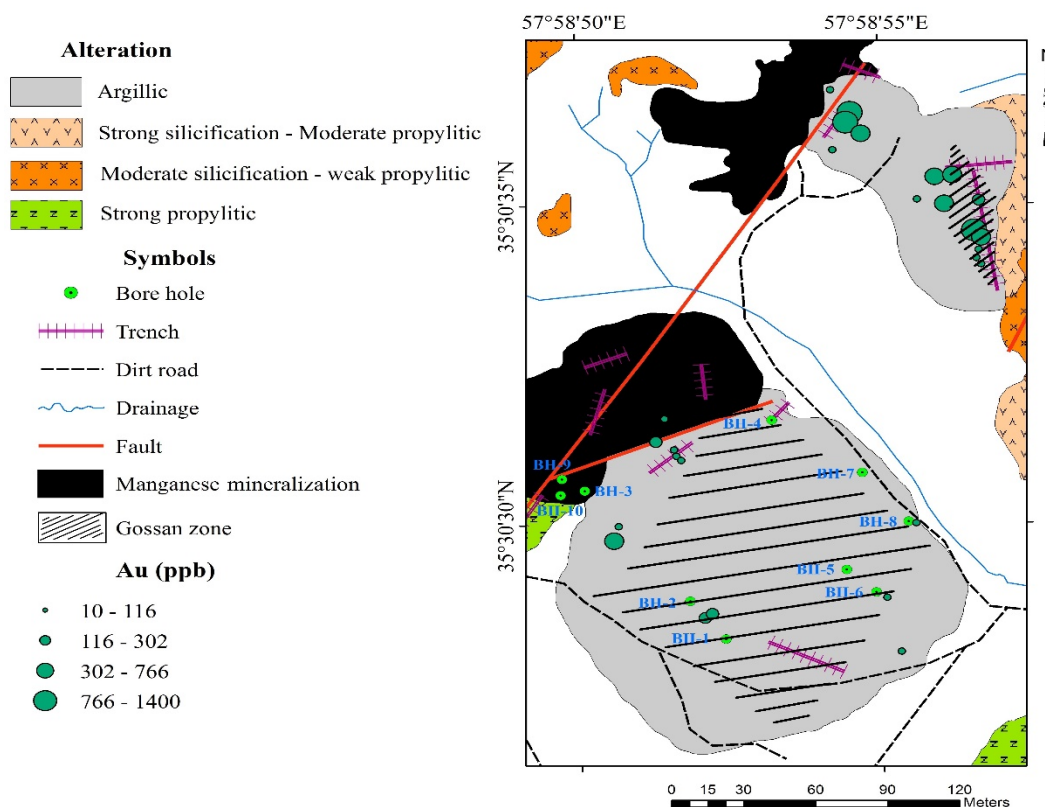 57°58'50"E
57°58'55"E
Alteration
Argillic
Strong silicification - Moderate propylitic
Moderate silicification - weak propylitic
Strong propylitic
Symbols
Bore hole
Trench
Dirt road
Drainage
Fault
Manganese mineralization
Gossan zone
Au (ppb)
10 - 116
116 - 302
302 - 766
766 - 1400
35°30'35"N
35°30'30"N
BH-4
BH-7
BH-9
BH-3
BH-10
BH-8
BH-5
BH-6
BH-2
BH-1
0 15 30 60 90 120
Meters